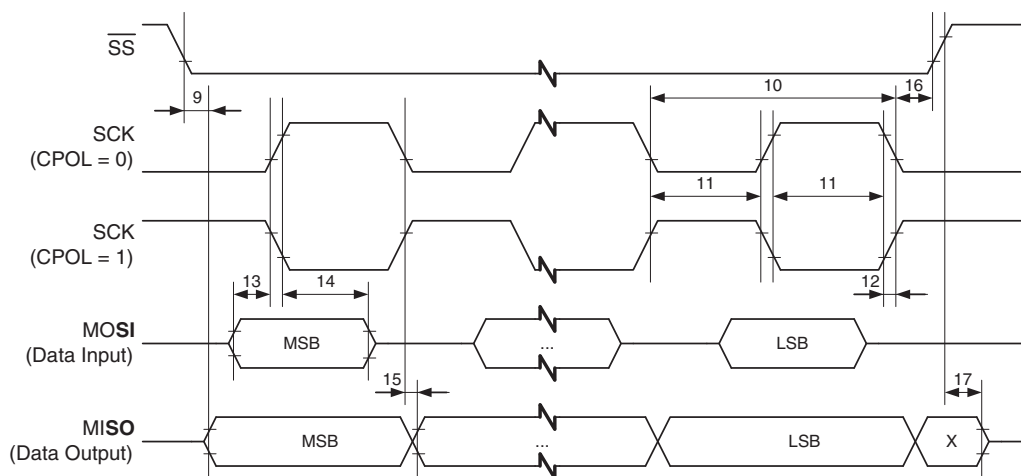 SS
9
10
16
SCK
(CPOL = 0)
11
11
SCK
(CPOL = 1)
13
14
12
MOSI
(Data Input)
MSB
...
LSB
15
17
MISO
(Data Output)
MSB
...
LSB
X